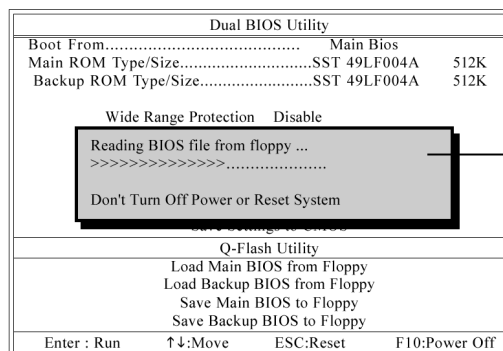 Dual BIOS Utility
Boot From.......................................... Main Bios
Main ROM Type/Size.............................SST 49LF004A 512K
Backup ROM Type/Size........................SST 49LF004A 512K
Wide Range Protection Disable
Reading BIOS file from floppy ...
>>>>>>>>>>>>>>.....................
Don't Turn Off Power or Reset System
Q-Flash Utility
Load Main BIOS from Floppy
Load Backup BIOS from Floppy
Save Main BIOS to Floppy
Save Backup BIOS to Floppy
Enter : Run ↑↓:Move ESC:Reset F10:Power Off